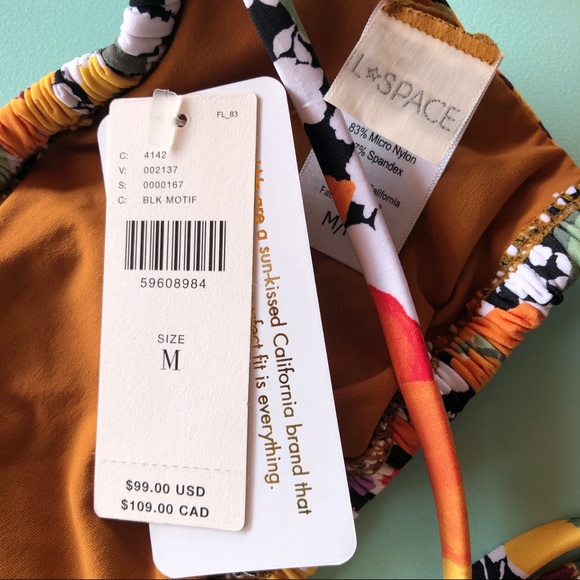 FL_83
C: 4142
V: 002137
S: 0000167
C: BLK MOTIF
59608984
SIZE
M
$99.00 USD
$109.00 CAD
are a sun-kissed California brand that
fit is everything.
L SPACE
83% Micro Nylon
Spandex
California
M/